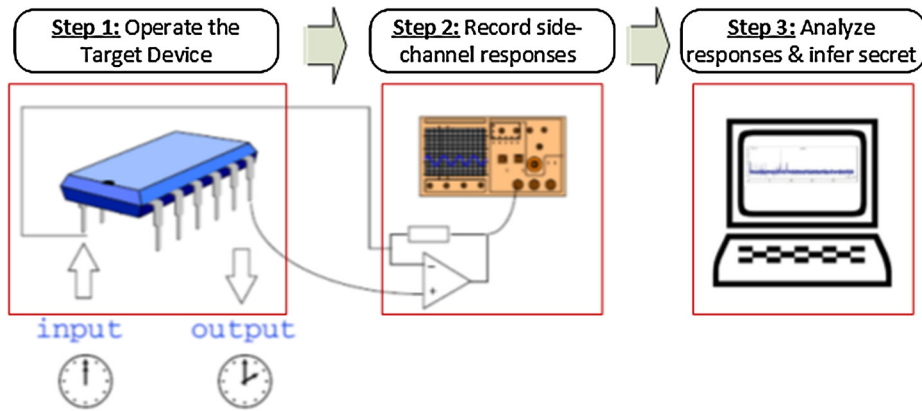 Step 1: Operate the
Target Device
Step 2: Record side-
channel responses
Step 3: Analyze
responses & infer secret
input
output